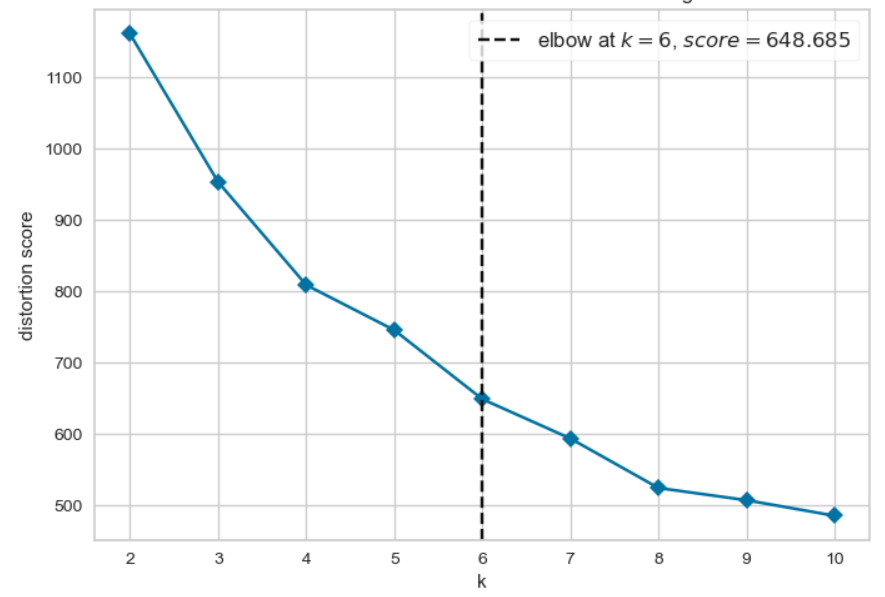 elbow at k = 6, score = 648.685
distortion score
1100
1000
900
800
700
600
500
2 3 4 5 6 7 8 9 10
k